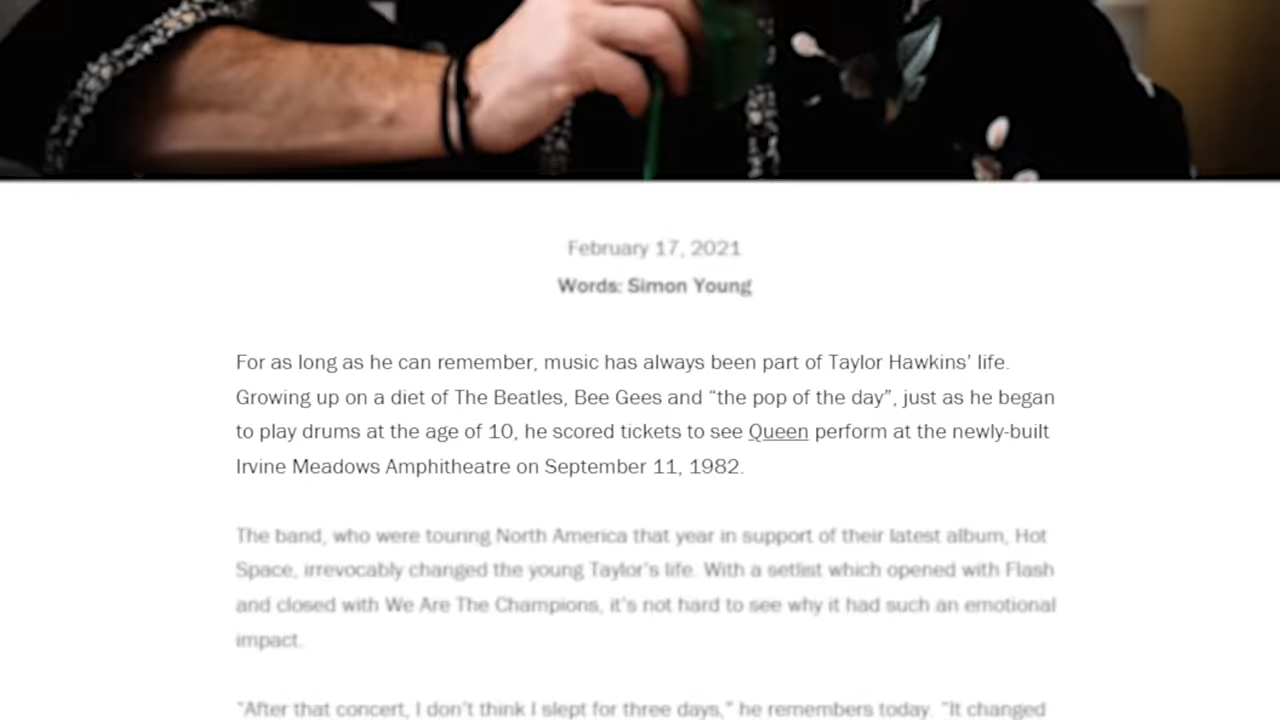 February 17, 2021
Words: Simon Young
For as long as he can remember, music has always been part of Taylor Hawkins’ life.
Growing up on a diet of The Beatles, Bee Gees and “the pop of the day”, just as he began
to play drums at the age of 10, he scored tickets to see Queen perform at the newly-built
Irvine Meadows Amphitheatre on September 11, 1982.
The band, who were touring North America that year in support of their latest album, Hot
Space, irrevocably changed the young Taylor’s life. With a setlist which opened with Flash
and closed with We Are The Champions, it’s not hard to see why it had such an emotional
impact.
“After that concert, I don’t think I slept for three days,” he remembers today. “It changed